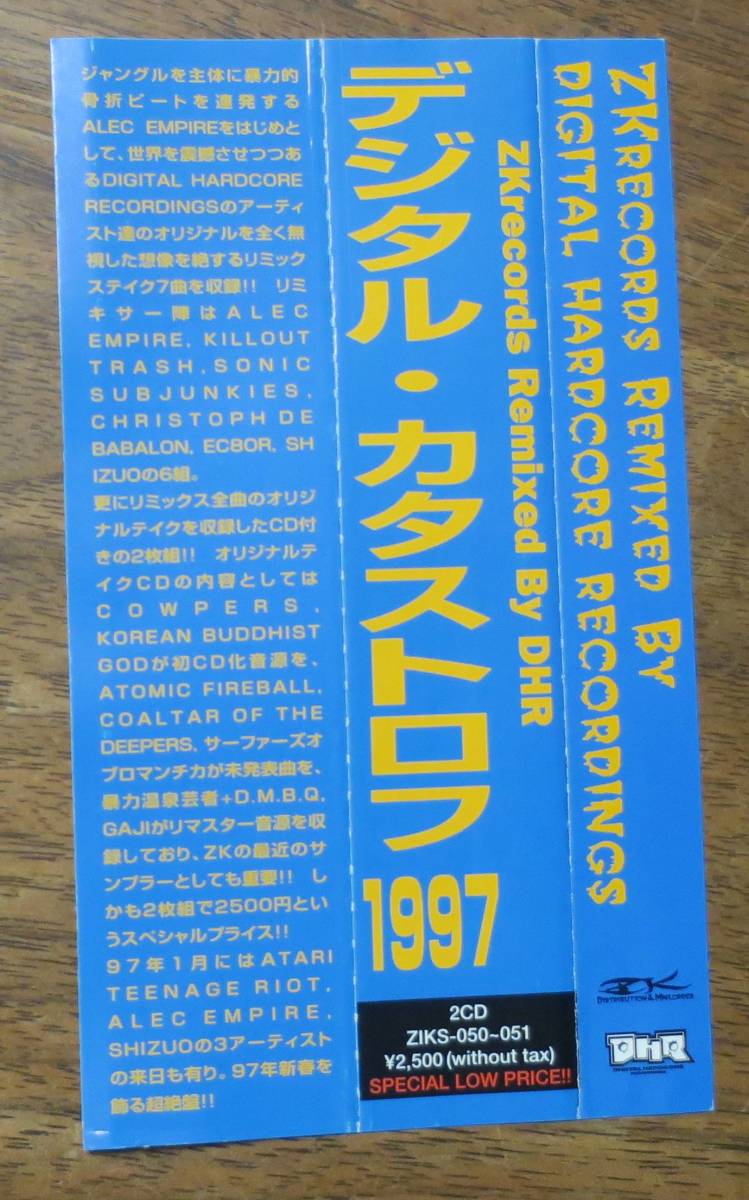 ジャングルを主体に暴力的
骨折ビートを連発する
ALEC EMPIREをはじめと
して、世界を震撼させつつあ
るDIGITAL HARDCORE
RECORDINGSのアーティ
スト達のオリジナルを全く無
視した想像を絶するリミック
ステイク7曲を収録!! リミ
キサー陣はALEC
EMPIRE, KILLOUT
TRASH, SONIC
SUBJUNKIES,
CHRISTOPH DE
BABALON, EC8OR, SH
IZUOの6組。
更にリミックス全曲のオリジ
ナルテイクを収録したCD付
きの2枚組!! オリジナルテ
イクCDの内容としては
COWPERS,
KOREAN BUDDHIST
GODが初CD化音源を、
ATOMIC FIREBALL,
COALTAR OF THE
DEEPERS, サーファーズオ
ブロマンチカが未発表曲を、
暴力温泉芸者+D.M.B.Q,
GAJIがリマスター音源を収
録しており、ZKの最近のサ
ンプラーとしても重要!! し
かも2枚組で2500円とい
うスペシャルプライス!!
97年1月にはATARI
TEENAGE RIOT,
ALEC EMPIRE,
SHIZUOの3アーティスト
の来日も有り。97年新春を
飾る超絶盤!!
デジタル・カタストロフ 1997
ZKrecords Remixed By DHR
2CD
ZIKS-050~051
¥2,500 (without tax)
SPECIAL LOW PRICE!!
ZKRECORDS REMIXED BY
DIGITAL HARDCORE RECORDINGS
ZK
DISTRIBUTION & MAILORDER
DHR
DIGITAL HARDCORE
RECORDINGS